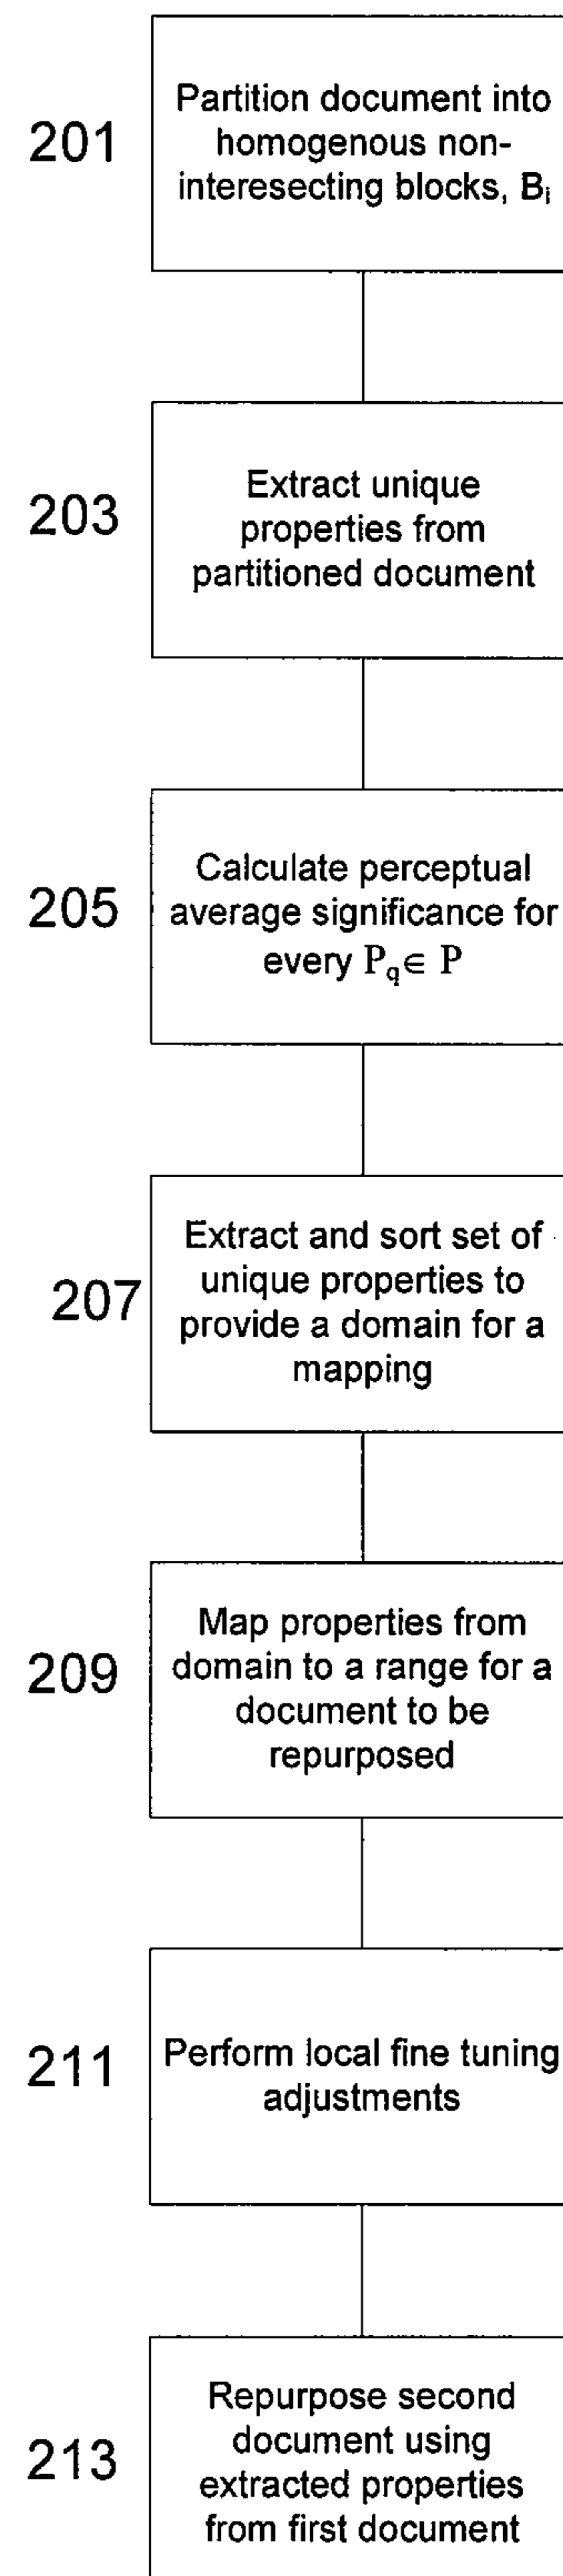 201
Partition document into
homogenous non-
interesecting blocks, Bᵢ
203
Extract unique
properties from
partitioned document
205
Calculate perceptual
average significance for
every P_q ∈ P
207
Extract and sort set of
unique properties to
provide a domain for a
mapping
209
Map properties from
domain to a range for a
document to be
repurposed
211
Perform local fine tuning
adjustments
213
Repurpose second
document using
extracted properties
from first document